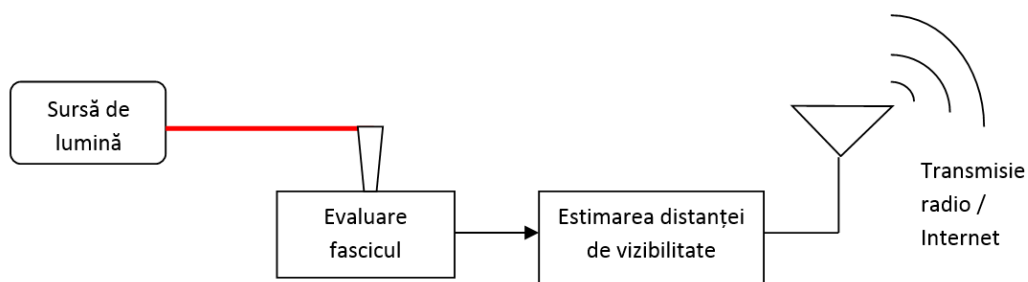 Sursă de
lumină
Evaluare
fascicul
Estimarea distanței
de vizibilitate
Transmisie
radio /
Internet